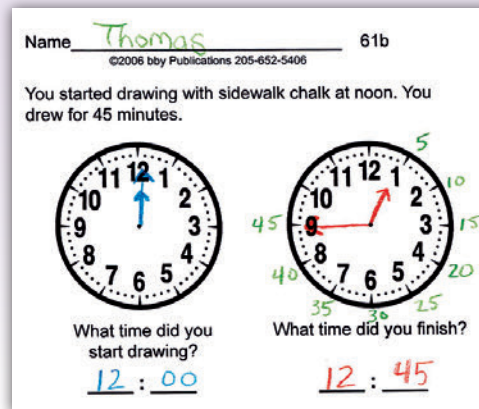 Name Thomas 61b
©2006 bby Publications 205-652-5406
You started drawing with sidewalk chalk at noon. You
drew for 45 minutes.
12 1 2 3 4 5 6 7 8 9 10 11
12 1 2 3 4 5 6 7 8 9 10 11
5
10
15
20
25
30
35
40
45
What time did you
start drawing?
12 : 00
What time did you finish?
12 : 45